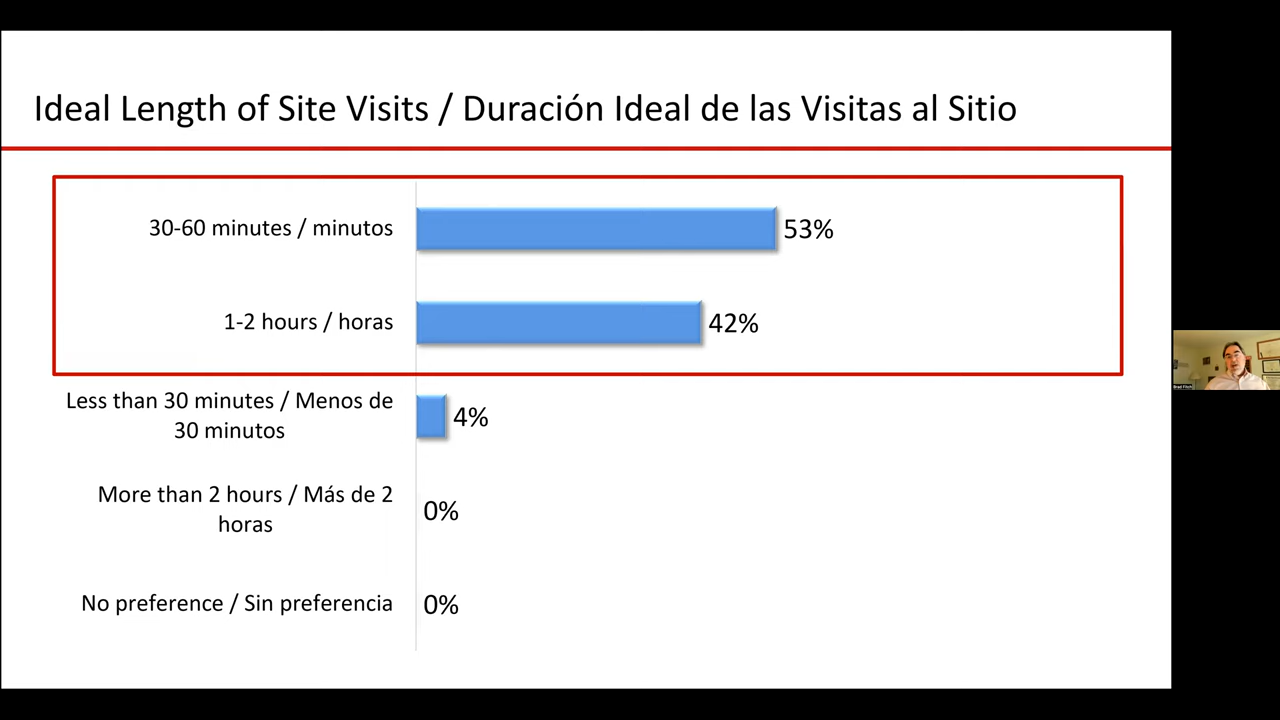 Ideal Length of Site Visits / Duración Ideal de las Visitas al Sitio
30-60 minutes / minutos
53%
1-2 hours / horas
42%
Less than 30 minutes / Menos de
30 minutos
4%
More than 2 hours / Más de 2
horas
0%
No preference / Sin preferencia
0%
Brad Fitch